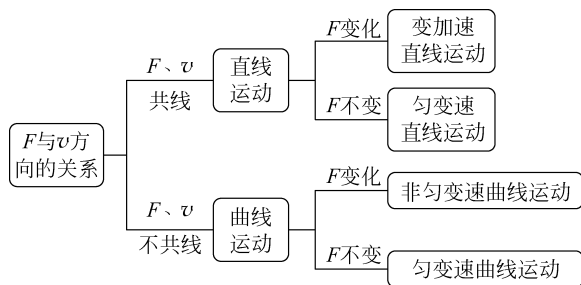 F与v方
向的关系
F、v
共线
直线
运动
F变化
变加速
直线运动
F不变
匀变速
直线运动
F、v
不共线
曲线
运动
F变化
非匀变速曲线运动
F不变
匀变速曲线运动